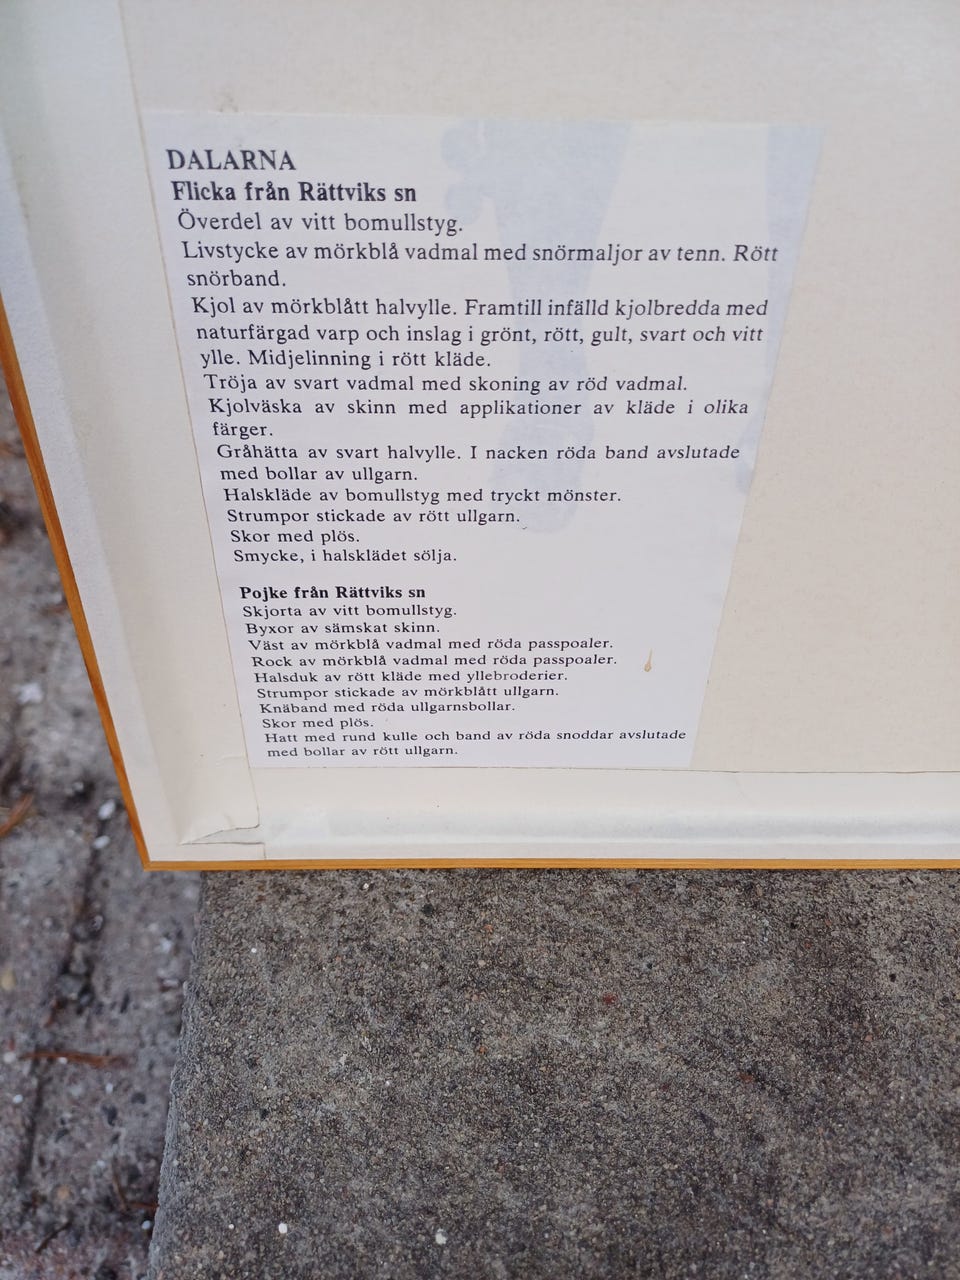 DALARNA
Flicka från Rättviks sn
Överdel av vitt bomullstyg.
Livstycke av mörkblå vadmal med snörmaljor av tenn. Rött
snörband.
Kjol av mörkblått halvylle. Framtill infälld kjolbredda med
naturfärgad varp och inslag i grönt, rött, gult, svart och vitt
ylle. Midjelinning i rött kläde.
Tröja av svart vadmal med skoning av röd vadmal.
Kjolväska av skinn med applikationer av kläde i olika
färger.
Gråhätta av svart halvylle. I nacken röda band avslutade
med bollar av ullgarn.
Halskläde av bomullstyg med tryckt mönster.
Strumpor stickade av rött ullgarn.
Skor med plös.
Smycke, i halsklädet sölja.
Pojke från Rättviks sn
Skjorta av vitt bomullstyg.
Byxor av sämskat skinn.
Väst av mörkblå vadmal med röda passpoaler.
Rock av mörkblå vadmal med röda passpoaler.
Halsduk av rött kläde med yllebroderier.
Strumpor stickade av mörkblått ullgarn.
Knäband med röda ullgarnsbollar.
Skor med plös.
Hatt med rund kulle och band av röda snoddar avslutade
med bollar av rött ullgarn.